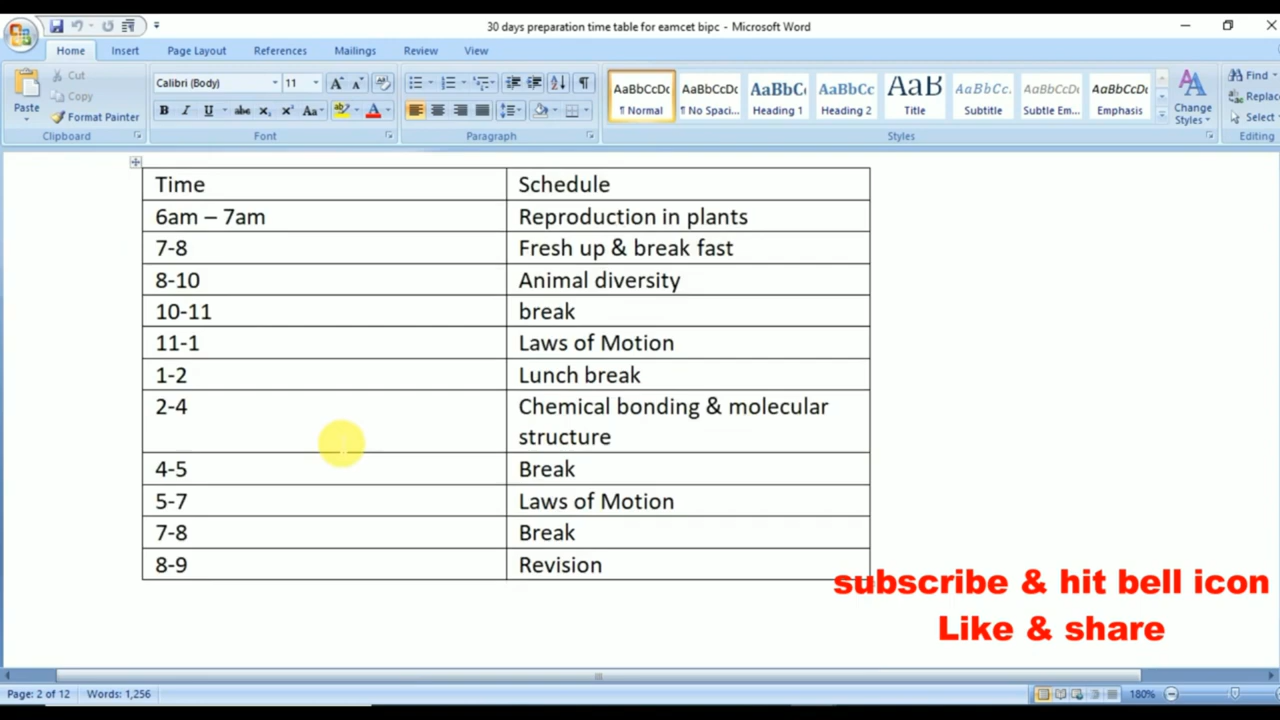 30 days preparation time table for eamcet bipc - Microsoft Word
Home Insert Page Layout References Mailings Review View
Paste
Cut
Copy
Format Painter
Clipboard
Calibri (Body) 11
B I U abc x₂ x² Aa
Font
Paragraph
AaBbCcDc AaBbCcDc AaBbC AaBbCc AaB AaBbCc. AaBbCcDc AaBbCcDc
¶ Normal ¶ No Spaci... Heading 1 Heading 2 Title Subtitle Subtle Em... Emphasis
Change
Styles
Styles
Find
Replace
Select
Editing
Time Schedule
6am – 7am Reproduction in plants
7-8 Fresh up & break fast
8-10 Animal diversity
10-11 break
11-1 Laws of Motion
1-2 Lunch break
2-4 Chemical bonding & molecular
structure
4-5 Break
5-7 Laws of Motion
7-8 Break
8-9 Revision
subscribe & hit bell icon
Like & share
Page: 2 of 12 Words: 1,256 180%